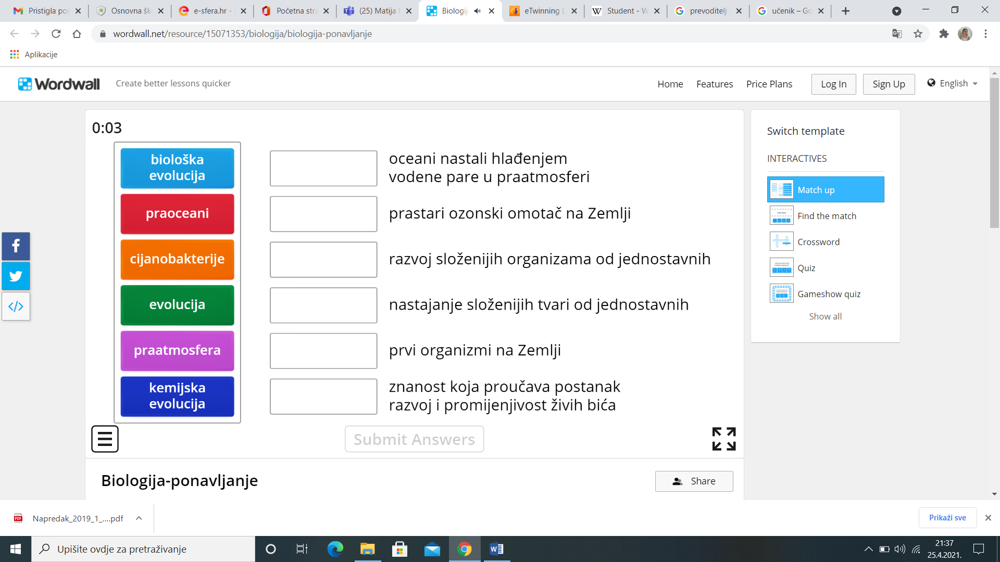 Pristigla po
Osnovna šk
e-sfera.hr -
Početna stra
(25) Matija
Biologij
eTwinning L
Student - W
prevoditelj -
učenik – Go
wordwall.net/resource/15071353/biologija/biologija-ponavljanje
Aplikacije
Wordwall
Create better lessons quicker
Home
Features
Price Plans
Log In
Sign Up
English
0:03
biološka
evolucija
praoceani
cijanobakterije
evolucija
praatmosfera
kemijska
evolucija
oceani nastali hlađenjem
vodene pare u praatmosferi
prastari ozonski omotač na Zemlji
razvoj složenijih organizama od jednostavnih
nastajanje složenijih tvari od jednostavnih
prvi organizmi na Zemlji
znanost koja proučava postanak
razvoj i promijenjivost živih bića
Submit Answers
Switch template
INTERACTIVES
Match up
Find the match
Crossword
Quiz
Gameshow quiz
Show all
Biologija-ponavljanje
Share
Napredak_2019_1_....pdf
Prikaži sve
Upišite ovdje za pretraživanje
21:37
25.4.2021.